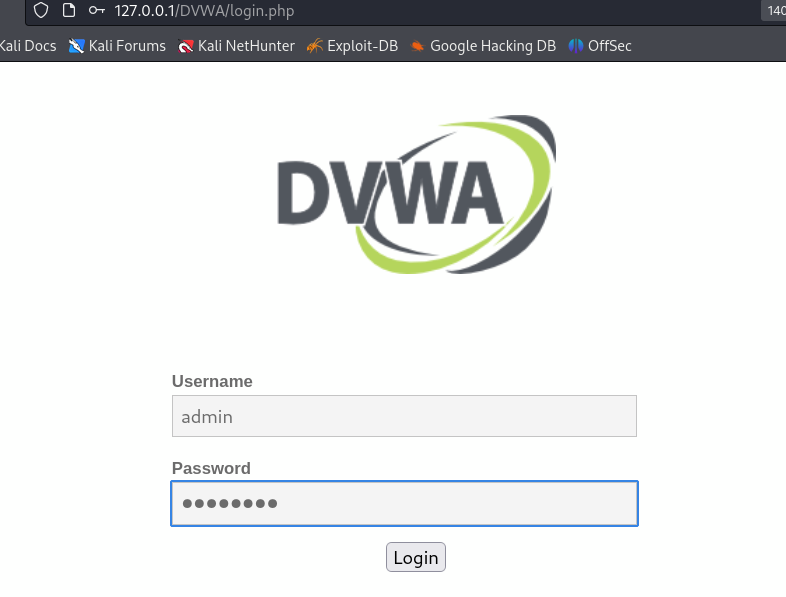 127.0.0.1/DVWA/login.php 140
Kali Docs Kali Forums Kali NetHunter Exploit-DB Google Hacking DB OffSec
DVWA
Username
admin
Password
••••••••
Login